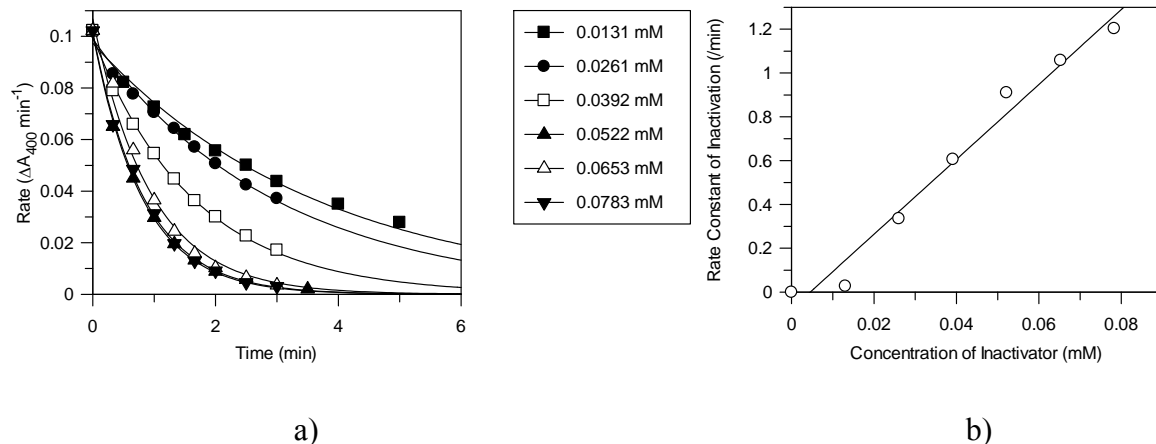 Rate (ΔA400 min-1)
0.1
0.08
0.06
0.04
0.02
0
0
2
4
6
Time (min)
0.0131 mM
0.0261 mM
0.0392 mM
0.0522 mM
0.0653 mM
0.0783 mM
Rate Constant of Inactivation (/min)
1.2
1
0.8
0.6
0.4
0.2
0
0
0.02
0.04
0.06
0.08
Concentration of Inactivator (mM)
a)
b)